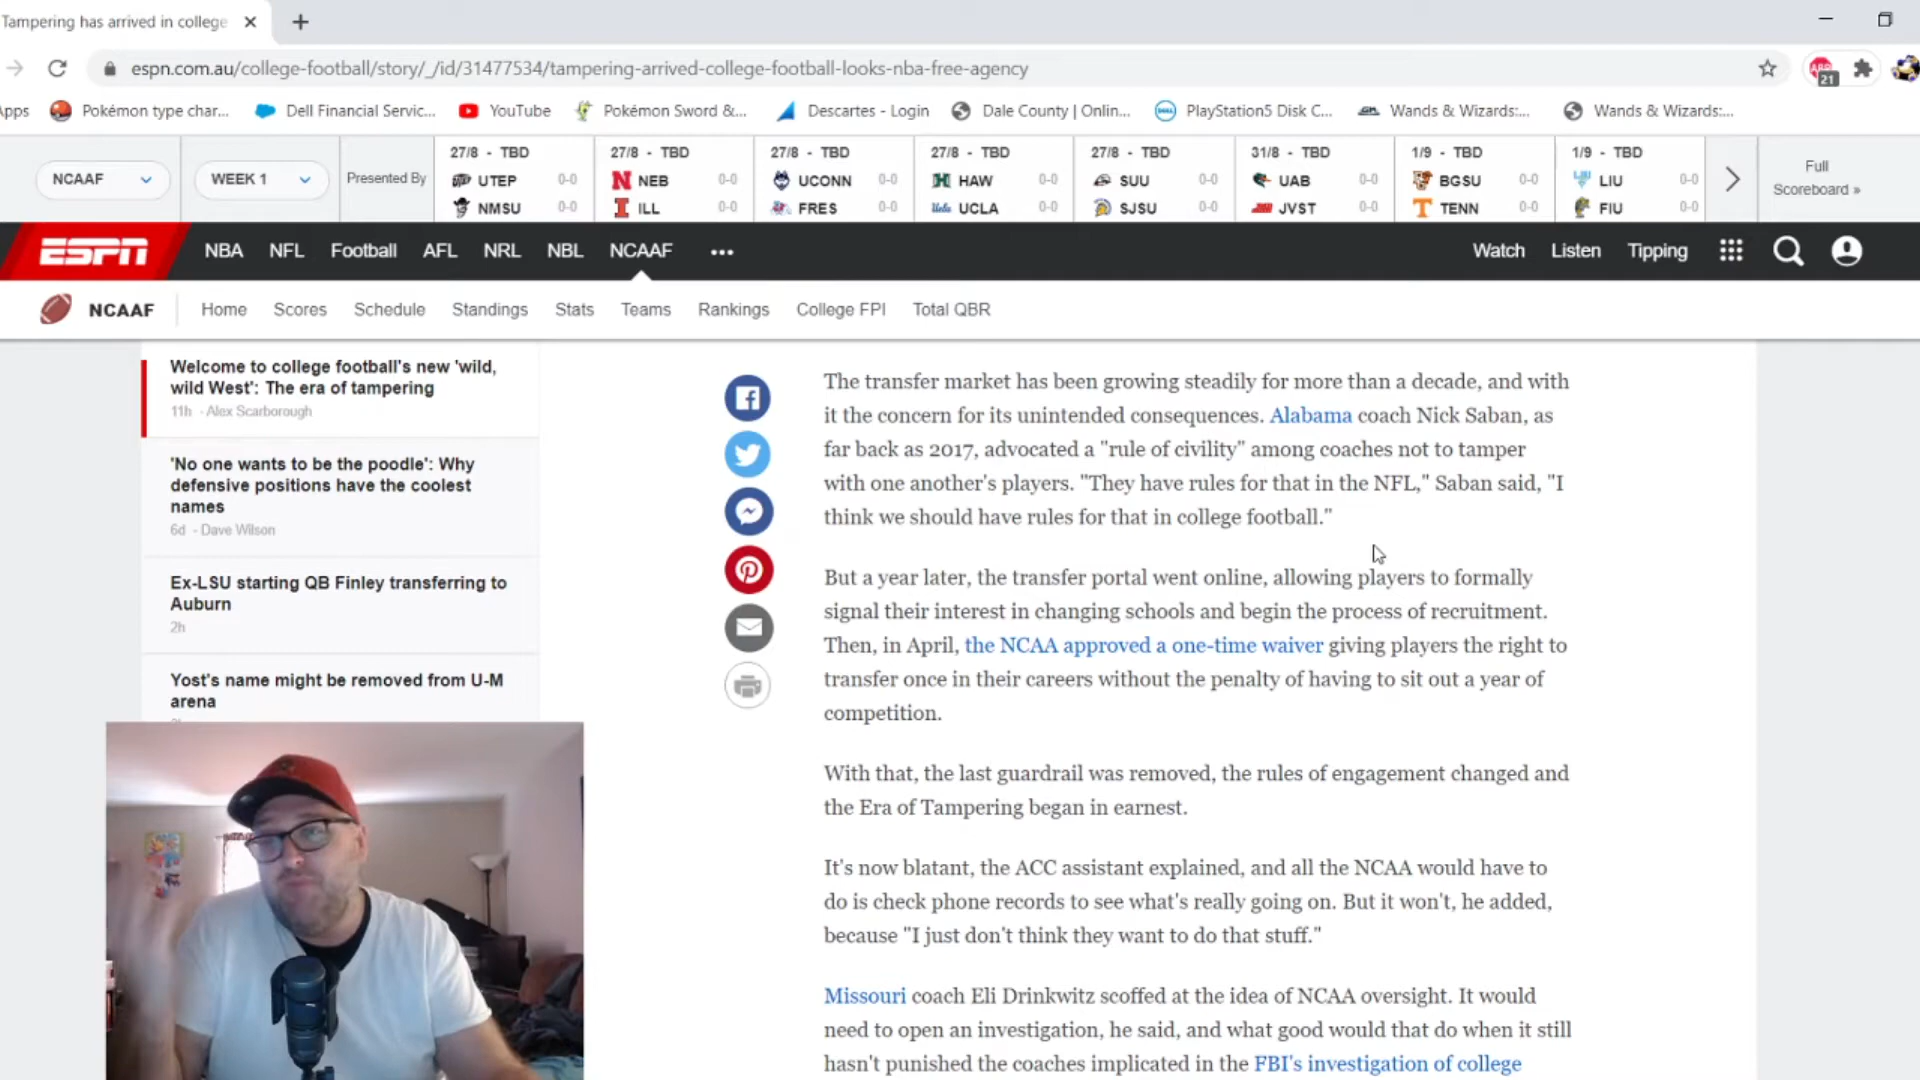 Tampering has arrived in college
espn.com.au/college-football/story/_/id/31477534/tampering-arrived-college-football-looks-nba-free-agency
21
Apps Pokémon type char... Dell Financial Servic... YouTube Pokémon Sword &... Descartes - Login Dale County | Onlin... PlayStation5 Disk C... Wands & Wizards:... Wands & Wizards:...
NCAAF WEEK 1 Presented By
27/8 - TBD
UTEP 0-0
NMSU 0-0
27/8 - TBD
NEB 0-0
ILL 0-0
27/8 - TBD
UCONN 0-0
FRES 0-0
27/8 - TBD
HAW 0-0
UCLA 0-0
27/8 - TBD
SUU 0-0
SJSU 0-0
31/8 - TBD
UAB 0-0
JVST 0-0
1/9 - TBD
BGSU 0-0
TENN 0-0
1/9 - TBD
LIU 0-0
FIU 0-0
Full
Scoreboard »
ESPN NBA NFL Football AFL NRL NBL NCAAF Watch Listen Tipping
NCAAF Home Scores Schedule Standings Stats Teams Rankings College FPI Total QBR
Welcome to college football's new 'wild,
wild West': The era of tampering
11h - Alex Scarborough
'No one wants to be the poodle': Why
defensive positions have the coolest
names
6d - Dave Wilson
Ex-LSU starting QB Finley transferring to
Auburn
2h
Yost's name might be removed from U-M
arena
The transfer market has been growing steadily for more than a decade, and with
it the concern for its unintended consequences. Alabama coach Nick Saban, as
far back as 2017, advocated a "rule of civility" among coaches not to tamper
with one another's players. "They have rules for that in the NFL," Saban said, "I
think we should have rules for that in college football."
But a year later, the transfer portal went online, allowing players to formally
signal their interest in changing schools and begin the process of recruitment.
Then, in April, the NCAA approved a one-time waiver giving players the right to
transfer once in their careers without the penalty of having to sit out a year of
competition.
With that, the last guardrail was removed, the rules of engagement changed and
the Era of Tampering began in earnest.
It's now blatant, the ACC assistant explained, and all the NCAA would have to
do is check phone records to see what's really going on. But it won't, he added,
because "I just don't think they want to do that stuff."
Missouri coach Eli Drinkwitz scoffed at the idea of NCAA oversight. It would
need to open an investigation, he said, and what good would that do when it still
hasn't punished the coaches implicated in the FBI's investigation of college